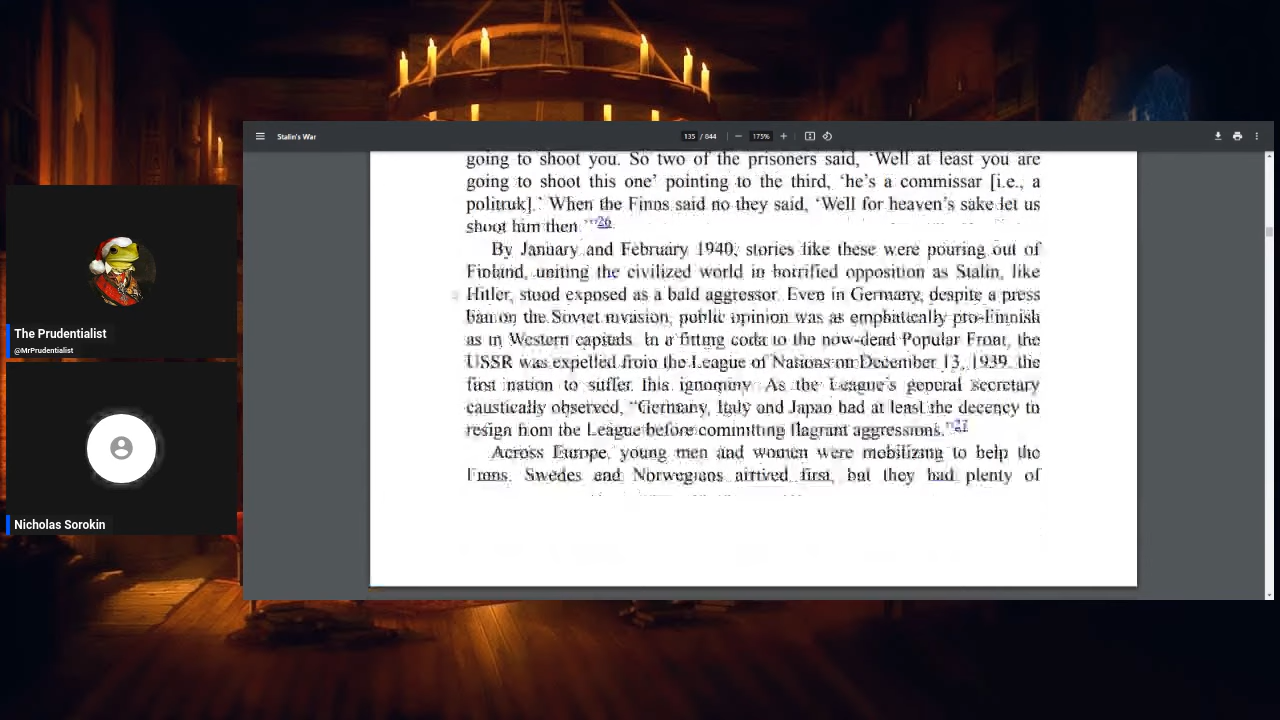 Stalin's War
135 / 844
175%
going to shoot you. So two of the prisoners said, 'Well at least you are
going to shoot this one' pointing to the third, 'he's a commissar [i.e., a
politruk].' When the Finns said no they said, 'Well for heaven's sake let us
shoot him then.'"26
By January and February 1940, stories like these were pouring out of
Finland, uniting the civilized world in horrified opposition as Stalin, like
Hitler, stood exposed as a bald aggressor. Even in Germany, despite a press
ban on the Soviet invasion, public opinion was as emphatically pro-Finnish
as in Western capitals. In a fitting coda to the now-dead Popular Front, the
USSR was expelled from the League of Nations on December 13, 1939, the
first nation to suffer this ignominy. As the League's general secretary
caustically observed, "Germany, Italy and Japan had at least the decency to
resign from the League before committing flagrant aggressions."27
Across Europe, young men and women were mobilizing to help the
Finns. Swedes and Norwegians arrived first, but they had plenty of
The Prudentialist
@MrPrudentialist
Nicholas Sorokin